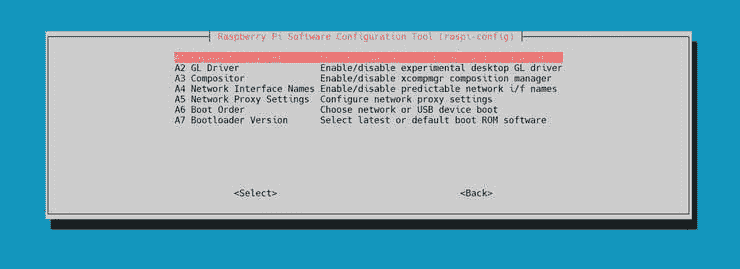 Raspberry Pi Software Configuration Tool (raspi-config)
A2 GL Driver Enable/disable experimental desktop GL driver
A3 Compositor Enable/disable xcompmgr composition manager
A4 Network Interface Names Enable/disable predictable network i/f names
A5 Network Proxy Settings Configure network proxy settings
A6 Boot Order Choose network or USB device boot
A7 Bootloader Version Select latest or default boot ROM software
<Select> <Back>